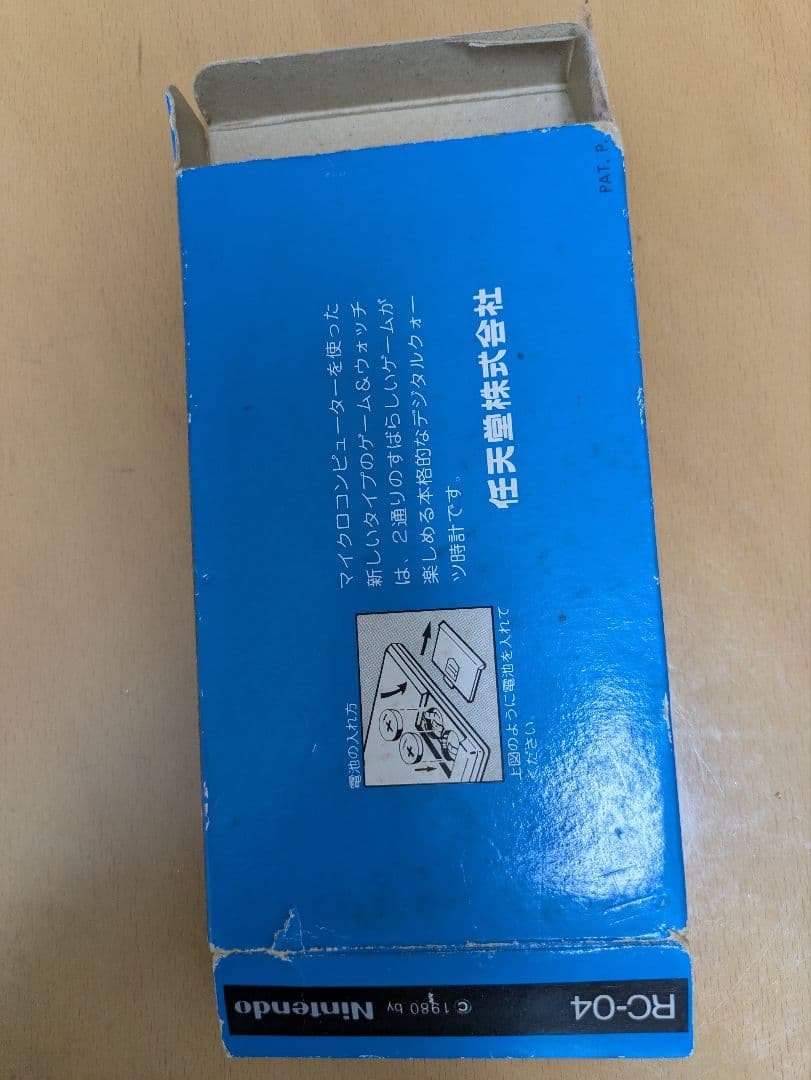 PAT. P.
マイクロコンピューターを使った
新しいタイプのゲーム&ウォッチ
は、2通りのすばらしいゲームが
楽しめる本格的なデジタルクォー
ツ時計です。
任天堂株式会社
電池の入れ方
上図のように電池を入れて
ください。
RC-04
© 1980 by Nintendo